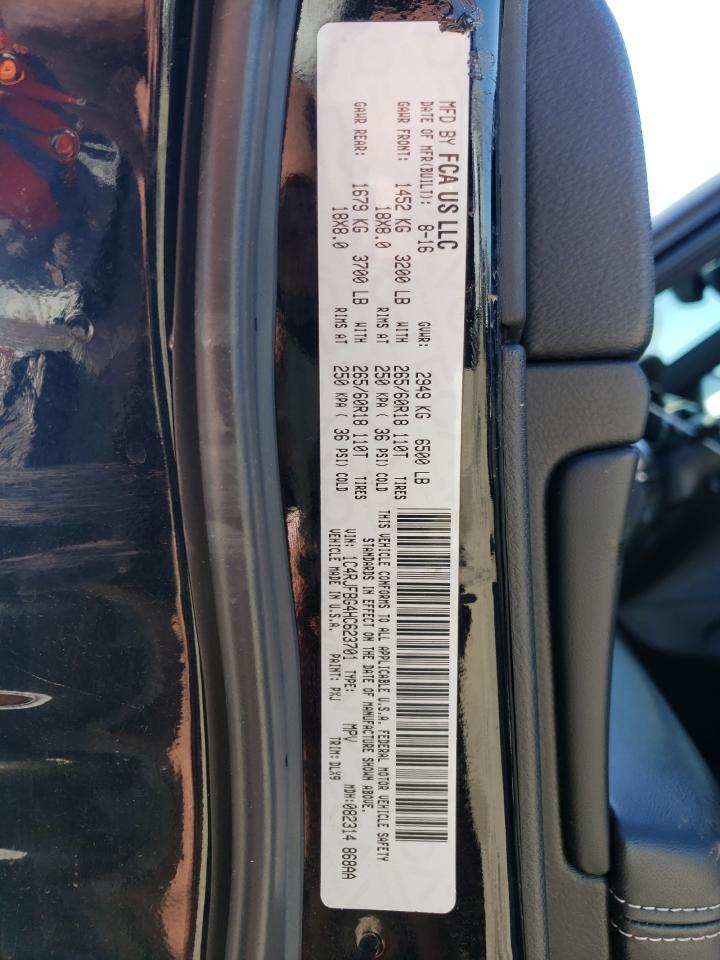 MFD BY FCA US LLC
DATE OF MFR(BUILT): 8-16 GVWR: 2949 KG 6500 LB
GAWR FRONT: 1452 KG 3200 LB WITH 265/60R18 110T TIRES
18X8.0 RIMS AT 250 KPA( 36 PSI) COLD
GAWR REAR: 1679 KG 3700 LB WITH 265/60R18 110T TIRES
18X8.0 RIMS AT 250 KPA( 36 PSI) COLD
THIS VEHICLE CONFORMS TO ALL APPLICABLE U.S.A. FEDERAL MOTOR VEHICLE SAFETY
STANDARDS IN EFFECT ON THE DATE OF MANUFACTURE SHOWN ABOVE.
VIN: 1C4RJFBG4HC623701 TYPE: MPV MDH:082314 868AA
VEHICLE MADE IN U.S.A. PAINT: PXJ TRIM:DLX9